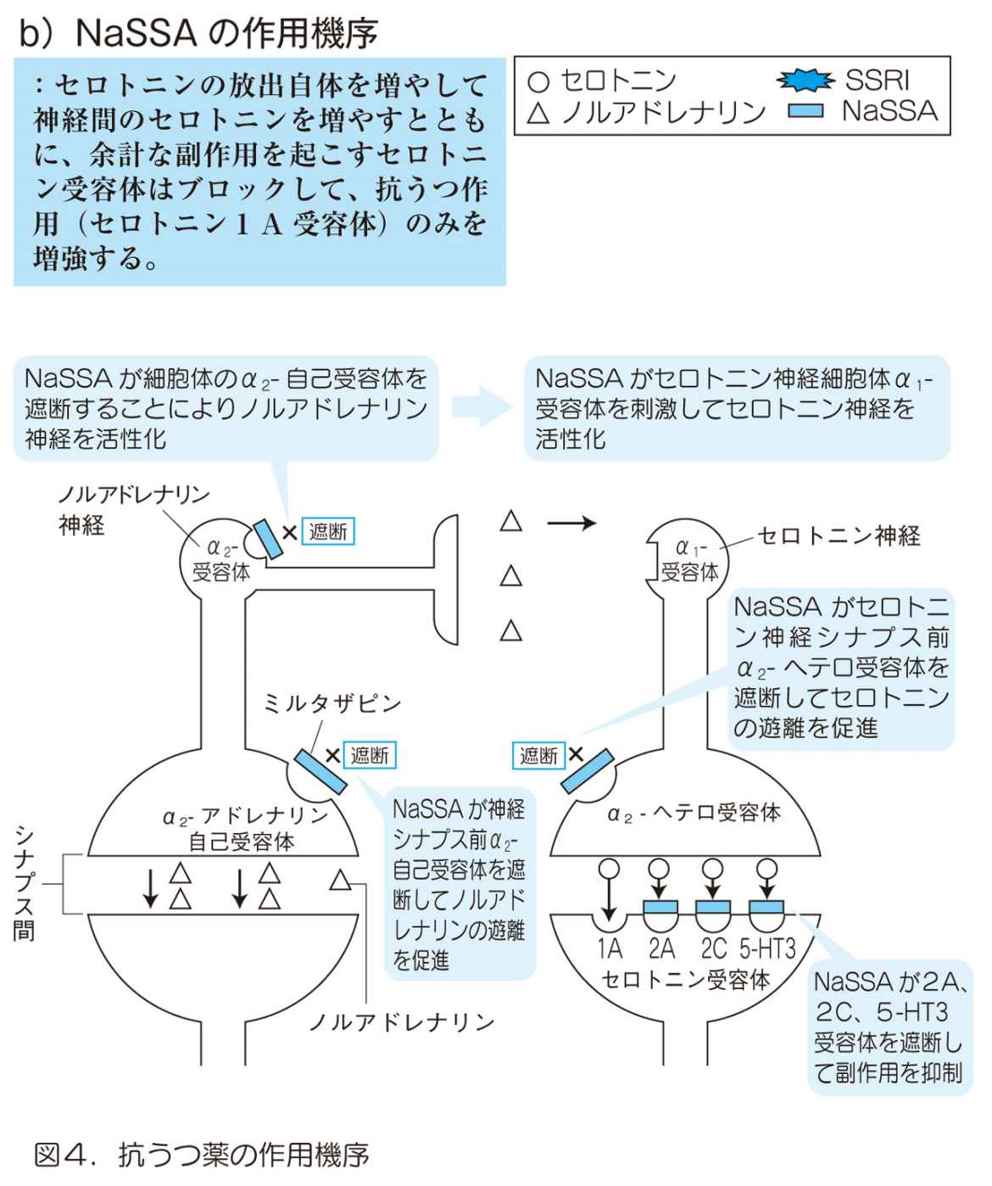 b）NaSSA の作用機序
：セロトニンの放出自体を増やして
神経間のセロトニンを増やすととも
に、余計な副作用を起こすセロトニ
ン受容体はブロックして、抗うつ作
用（セロトニン１Ａ 受容体）のみを
増強する。
○ セロトニン
SSRI
△ ノルアドレナリン
NaSSA
NaSSA が細胞体のα2- 自己受容体を
遮断することによりノルアドレナリン
神経を活性化
NaSSA がセロトニン神経細胞体α1-
受容体を刺激してセロトニン神経を
活性化
ノルアドレナリン
神経
α2-
受容体
× 遮断
α1-
受容体
セロトニン神経
NaSSA がセロトニ
ン神経シナプス前
α2- ヘテロ受容体を
遮断してセロトニン
の遊離を促進
ミルタザピン
× 遮断
遮断 ×
α2- アドレナリン
自己受容体
NaSSA が神経
シナプス前α2-
自己受容体を遮
断してノルアド
レナリンの遊離
を促進
α2 - ヘテロ受容体
シナプス間
1A 2A 2C 5-HT3
セロトニン受容体
NaSSA が２A、
２C、５-HT3
受容体を遮断し
て副作用を抑制
ノルアドレナリン
図４．抗うつ薬の作用機序